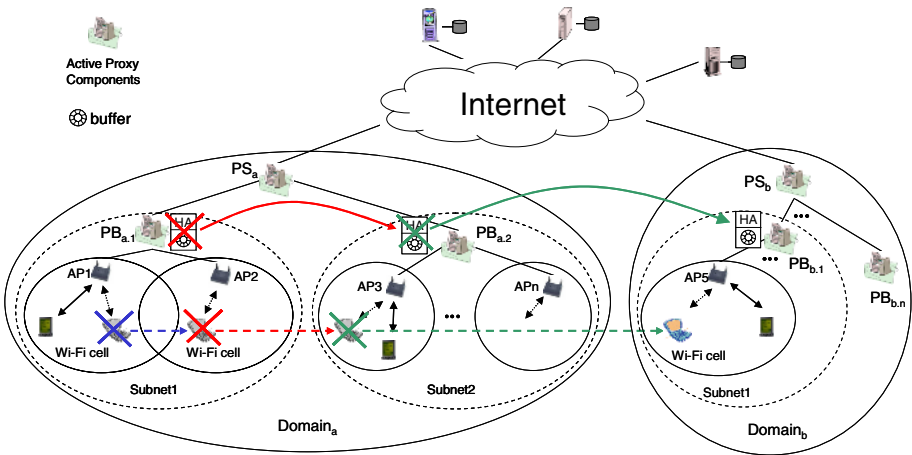 Active Proxy
Components
buffer
Internet
PSa
PSb
HA
PBa.1
HA
PBa.2
HA
PBb.1
PBb.n
AP1
AP2
AP3
APn
AP5
...
...
...
Wi-Fi cell
Wi-Fi cell
Wi-Fi cell
Subnet1
Subnet2
Subnet1
Domaina
Domainb